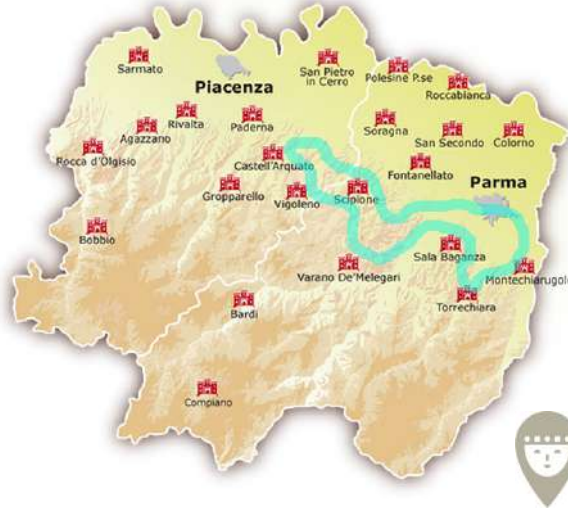 Sarmato
Piacenza
San Pietro
in Cerro
Polesine P.se
Roccabianca
Agazzano
Rivalta
Paderna
Soragna
San Secondo
Colorno
Rocca d'Olgisio
Castell'Arquato
Fontanellato
Gropparello
Vigoleno
Scipione
Parma
Bobbio
Sala Baganza
Varano De'Melegari
Montechiarugolo
Torrechiara
Bardi
Compiano